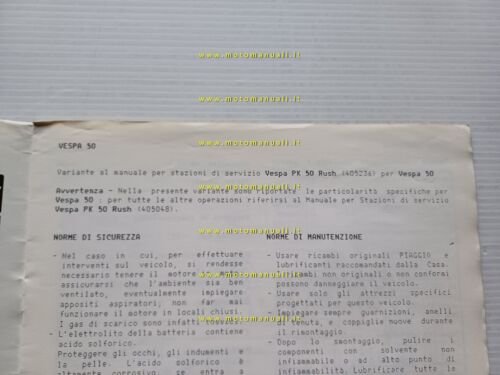 www.motomanuali.it
www.motomanuali.it
www.motomanuali.it
VESPA 50
www.motomanuali.it
Variante al manuale per stazioni di servizio Vespa PK 50 Rush (405236) per Vespa 50
Avvertenza - Nella presente variante sono riportate le particolarità specifiche per
Vespa 50 ; per tutte le altre operazioni riferirsi al Manuale per Stazioni di servizio
Vespa PK 50 Rush (405048).
NORME DI SICUREZZA
- Nel caso in cui, per effettuare
interventi sul veicolo, si rendesse
necessario tenere il motore
assicurarsi che l'ambiente sia ben
ventilato, eventualmente impiegare
appositi aspiratori, non far mai
funzionare il motore in locali chiusi.
I gas di scarico sono infatti tossici.
- L'elettrolito della batteria contiene
acido solforico.
Proteggere gli occhi, gli indumenti e
la pelle. L'acido solforico è
altamente corrosivo, se entra a
NORME DI MANUTENZIONE
- Usare ricambi originali PIAGGIO e
lubrificanti raccomandati dalla Casa.
ricambi non originali o non conformi
possono danneggiare il veicolo.
- Usare solo gli attrezzi specifici
progettati per questo veicolo.
- Impiegare sempre guarnizioni, anelli
di tenuta, e coppiglie nuove durante
il rimontaggio.
- Dopo lo smontaggio, pulire i
componenti con solvente non
infiammabile o ad alto punto di
infiammabilità. Lubrificare tutte le
www.motomanuali.it
www.motomanuali.it